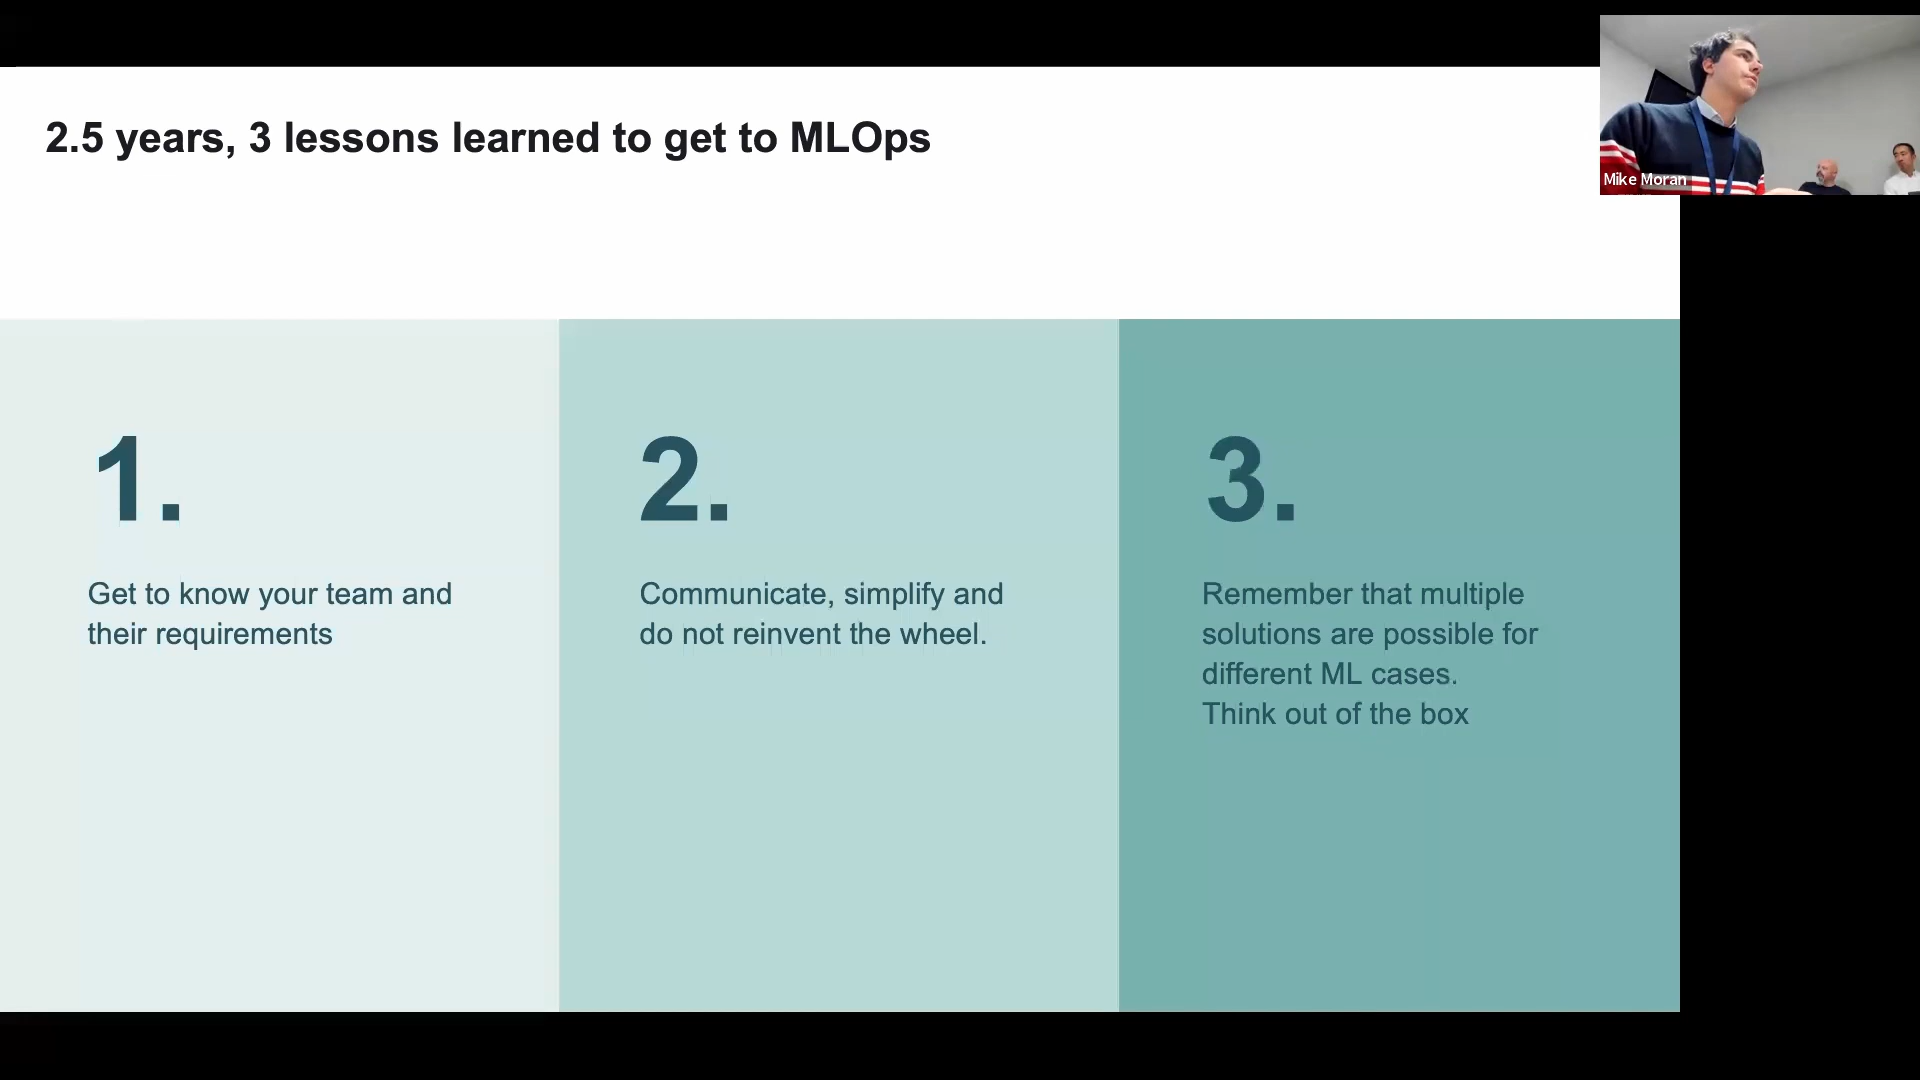 2.5 years, 3 lessons learned to get to MLOps
Mike Moran
1.
Get to know your team and
their requirements
2.
Communicate, simplify and
do not reinvent the wheel.
3.
Remember that multiple
solutions are possible for
different ML cases.
Think out of the box